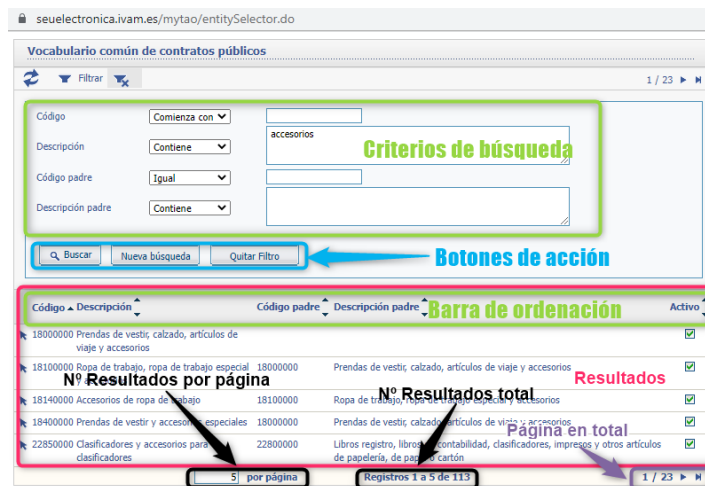 seuelectronica.ivam.es/mytao/entitySelector.do
Vocabulario común de contratos públicos
Filtrar
1 / 23
Código Comienza con
Descripción Contiene accesorios
Criterios de búsqueda
Código padre Igual
Descripción padre Contiene
Buscar Nueva búsqueda Quitar Filtro
Botones de acción
Código Descripción Código padre Descripción padre Barra de ordenación Activo
18000000 Prendas de vestir, calzado, artículos de
viaje y accesorios
18100000 Ropa de trabajo, ropa de trabajo especial 18000000 Prendas de vestir, calzado, artículos de viaje y accesorios
y accesorios
Resultados
Nº Resultados por página
Nº Resultados total
18140000 Accesorios de ropa de trabajo 18100000 Ropa de trabajo, ropa de trabajo especial y accesorios
18400000 Prendas de vestir y accesorios especiales 18000000 Prendas de vestir, calzado, artículos de viaje y accesorios
Página en total
22850000 Clasificadores y accesorios para 22800000 Libros registro, libros de contabilidad, clasificadores, impresos y otros artículos
clasificadores de papelería, de papel o cartón
5 por página Registros 1 a 5 de 113 1 / 23